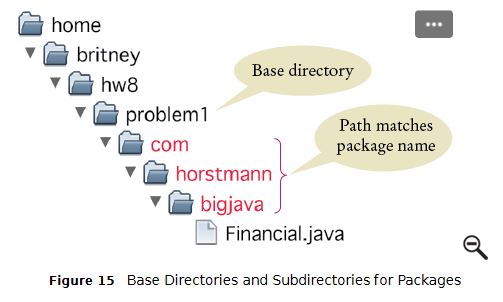 home
britney
hw8
Base directory
problem1
Path matches
package name
com
horstmann
bigjava
Financial.java
Figure 15 Base Directories and Subdirectories for Packages